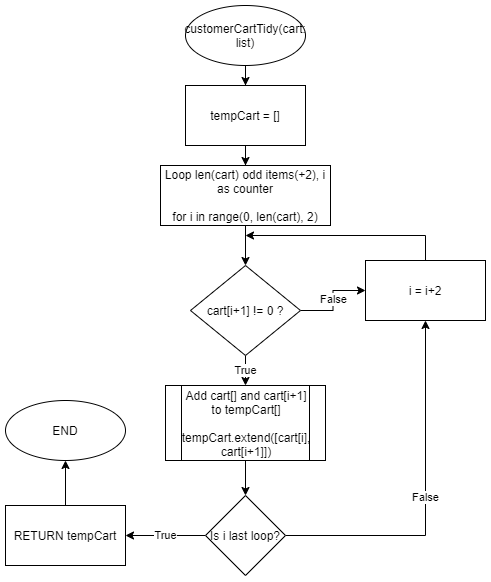 customerCartTidy(cart:
list)
tempCart = []
Loop len(cart) odd items(+2), i
as counter
for i in range(0, len(cart), 2)
cart[i+1] != 0 ?
False
i = i+2
True
Add cart[] and cart[i+1]
to tempCart[]
tempCart.extend([cart[i],
cart[i+1]])
END
False
RETURN tempCart
True
Is i last loop?